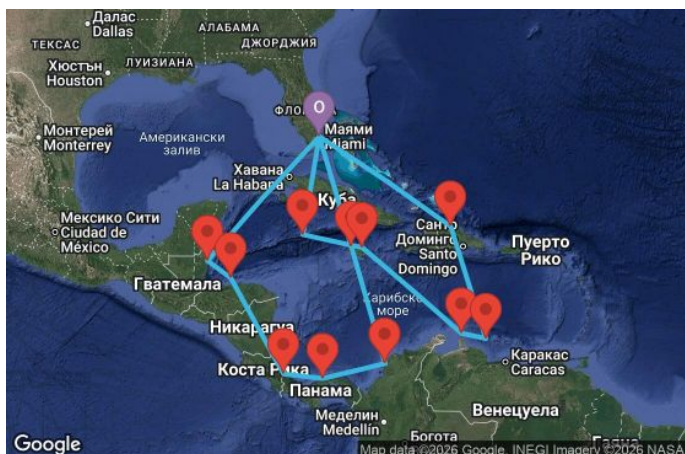 Далас
Dallas
АЛАБАМА
ТЕКСАС
ДЖОРДЖИЯ
Хюстън
Houston
ЛУИЗИАНА
ФЛО
О
Монтерей
Monterrey
Американски
залив
Маями
Miami
Хавана
La Habana
Куба
Мексико Сити
Ciudad de
México
Санто
Доминго
Santo
Domingo
Пуерто
Рико
Гватемала
Карибско
море
Никарагуа
Коста Рика
Каракас
Caracas
Панама
Венецуела
Меделин
Medellín
Богота
Google
Map data ©2026 Google, INEGI Imagery ©2026 NASA